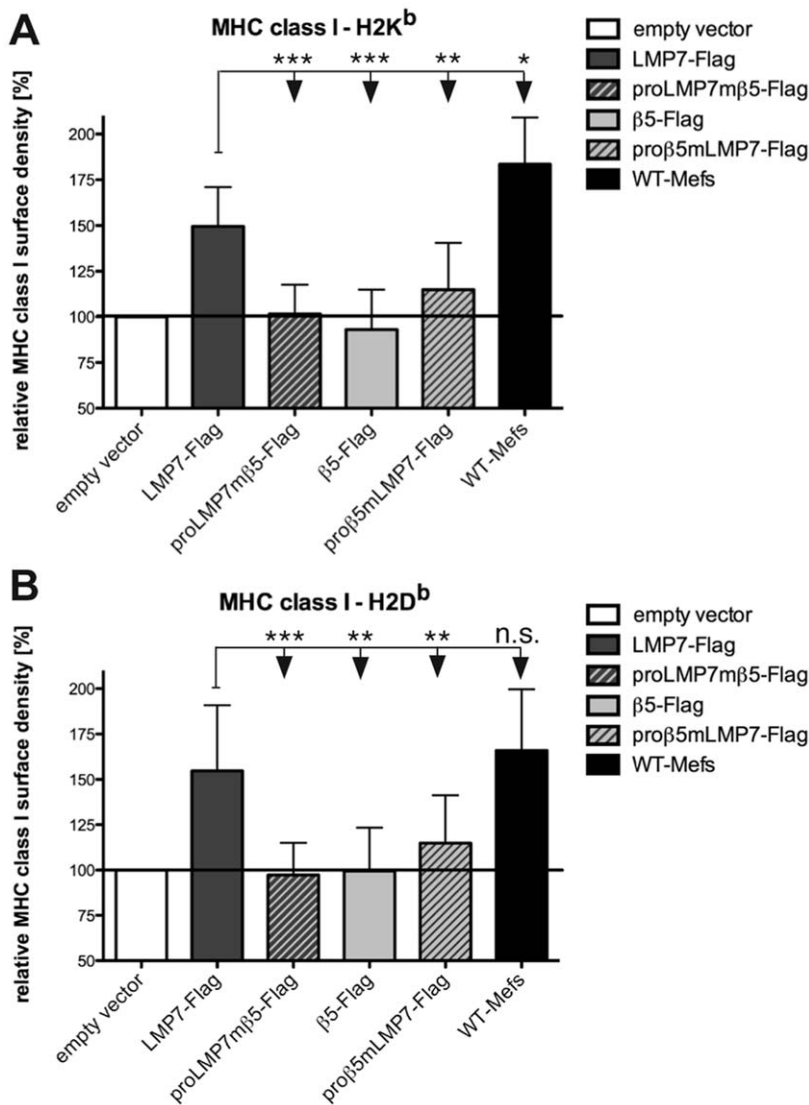 A
MHC class I - H2Kᵇ
relative MHC class I surface density [%]
*** *** ** *
200
175
150
125
100
75
50
empty vector
LMP7-Flag
proLMP7mβ5-Flag
β5-Flag
proβ5mLMP7-Flag
WT-Mefs
empty vector
LMP7-Flag
proLMP7mβ5-Flag
β5-Flag
proβ5mLMP7-Flag
WT-Mefs
B
MHC class I - H2Dᵇ
relative MHC class I surface density [%]
*** ** ** n.s.
200
175
150
125
100
75
50
empty vector
LMP7-Flag
proLMP7mβ5-Flag
β5-Flag
proβ5mLMP7-Flag
WT-Mefs
empty vector
LMP7-Flag
proLMP7mβ5-Flag
β5-Flag
proβ5mLMP7-Flag
WT-Mefs